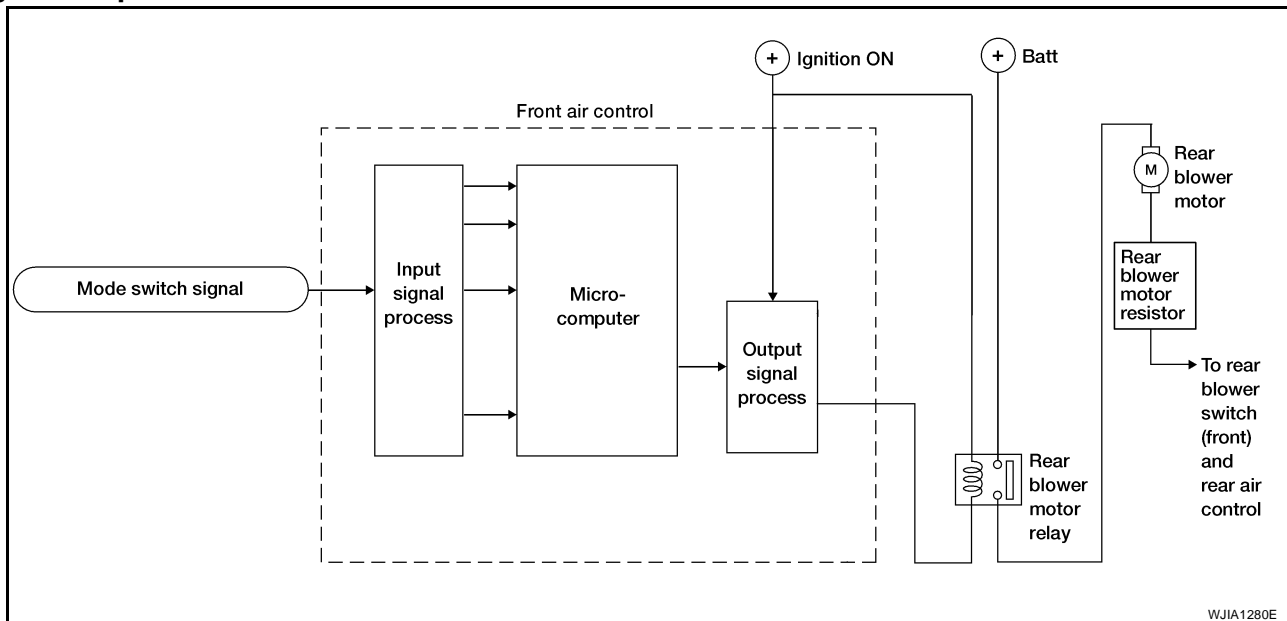 +
Ignition ON
+
Batt
Front air control
Mode switch signal
Input
signal
process
Micro-
computer
Output
signal
process
M
Rear
blower
motor
Rear
blower
motor
resistor
To rear
blower
switch
(front)
and
rear air
control
Rear
blower
motor
relay
WJIA1280E